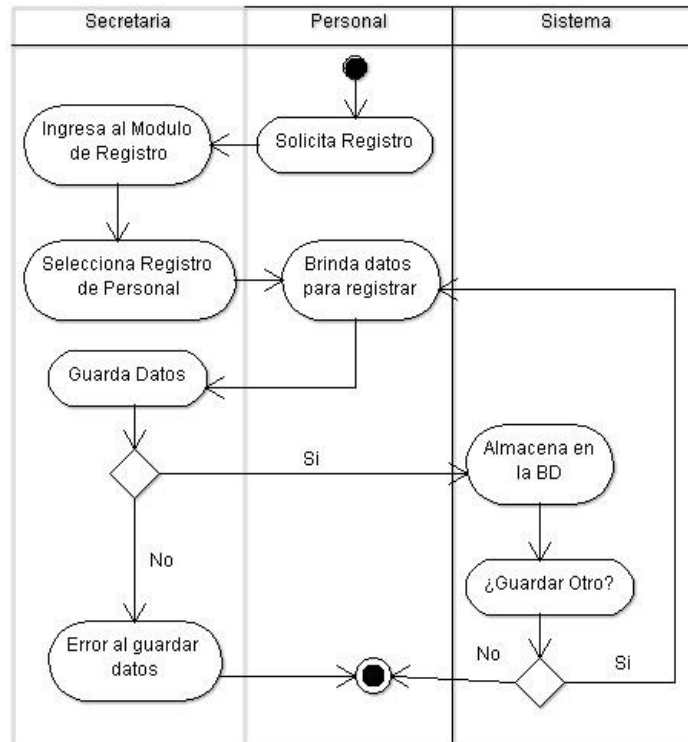 Secretaria
Personal
Sistema
Ingresa al Modulo
de Registro
Solicita Registro
Selecciona Registro
de Personal
Brinda datos
para registrar
Guarda Datos
Si
Almacena en
la BD
No
¿Guardar Otro?
Error al guardar
datos
No
Si